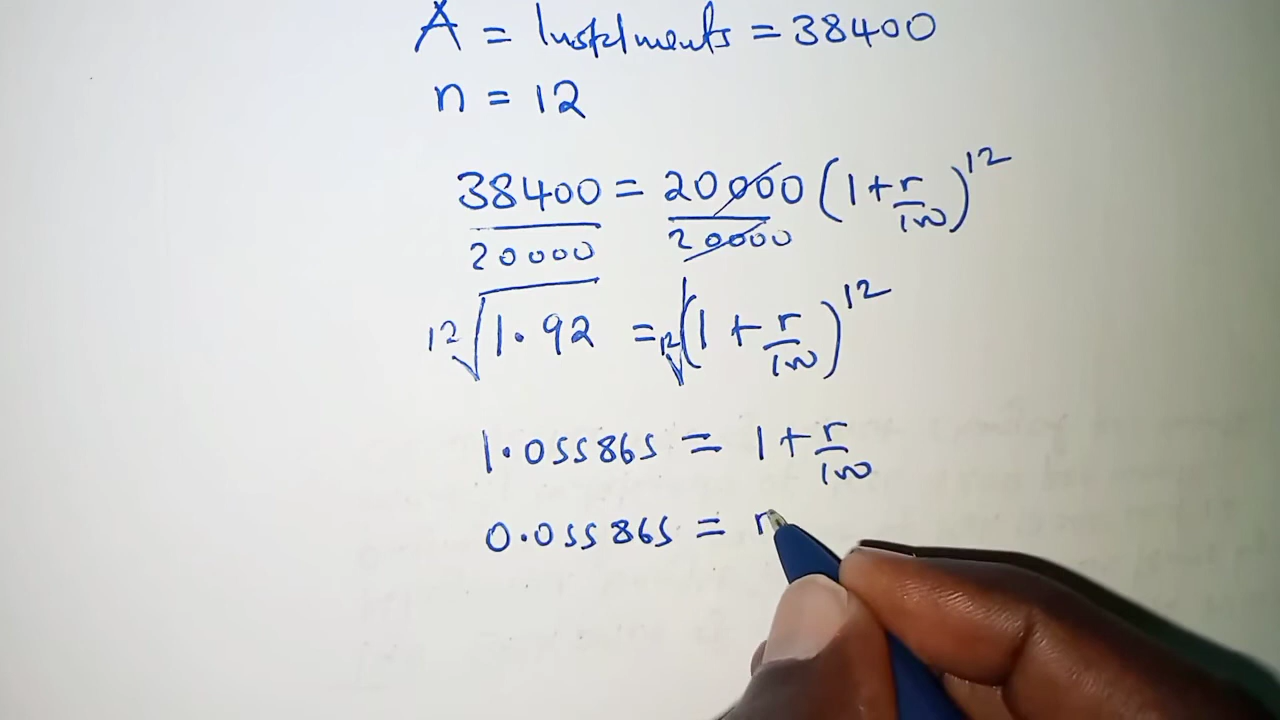 A = Instalments = 38400
n = 12
38400/20000 = 20000/20000 (1 + r/100)^12
12√1.92 = 12√(1 + r/100)^12
1.055865 = 1 + r/100
0.055865 = r